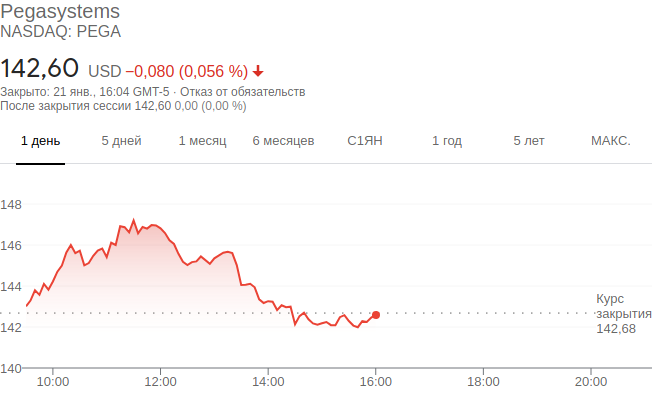 Pegasystems
NASDAQ: PEGA
142,60 USD −0,080 (0,056 %)
Закрыто: 21 янв., 16:04 GMT-5 · Отказ от обязательств
После закрытия сессии 142,60 0,00 (0,00 %)
1 день 5 дней 1 месяц 6 месяцев С1ЯН 1 год 5 лет МАКС.
148
146
144
142
140
Курс
закрытия
142,68
10:00 12:00 14:00 16:00 18:00 20:00